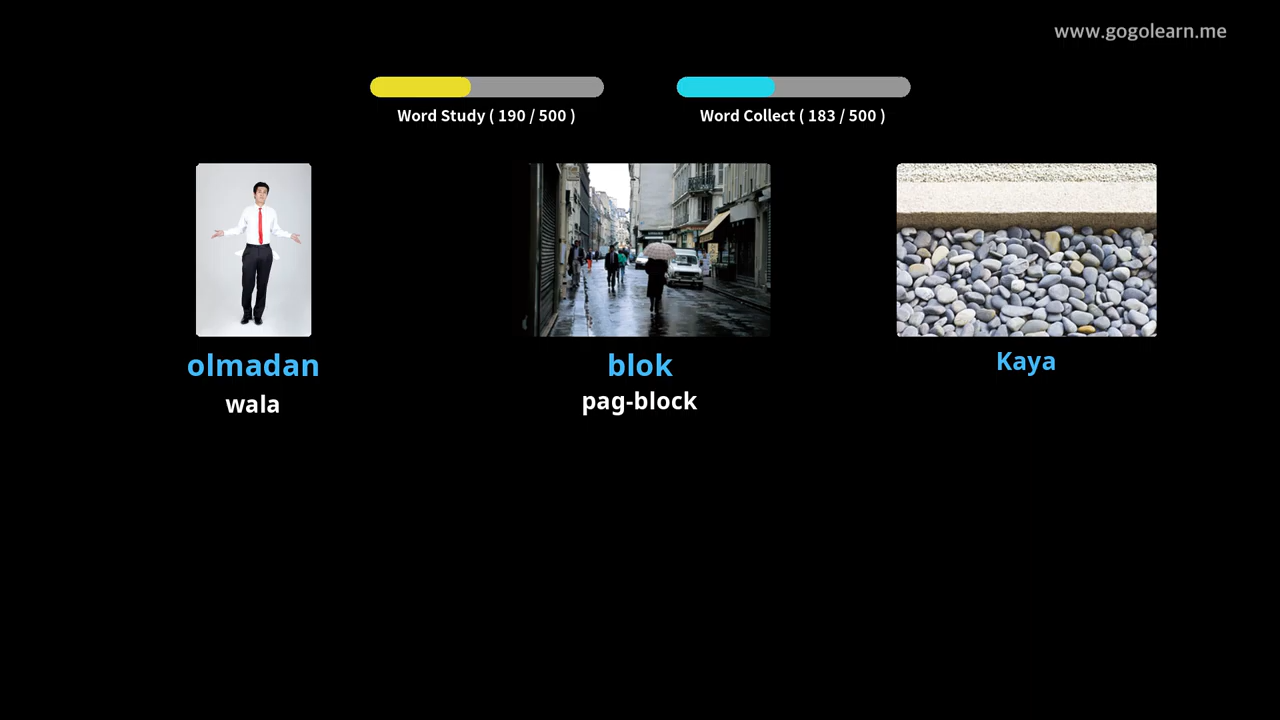 www.gogolearn.me
Word Study ( 190 / 500 )
Word Collect ( 183 / 500 )
olmadan
wala
blok
pag-block
Kaya